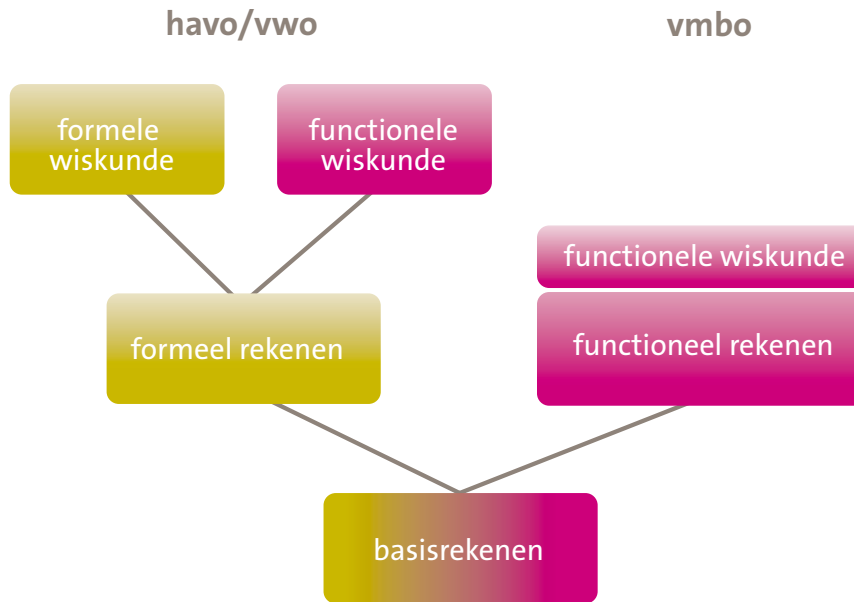 havo/vwo
vmbo
formele
wiskunde
functionele
wiskunde
functionele wiskunde
formeel rekenen
functioneel rekenen
basisrekenen